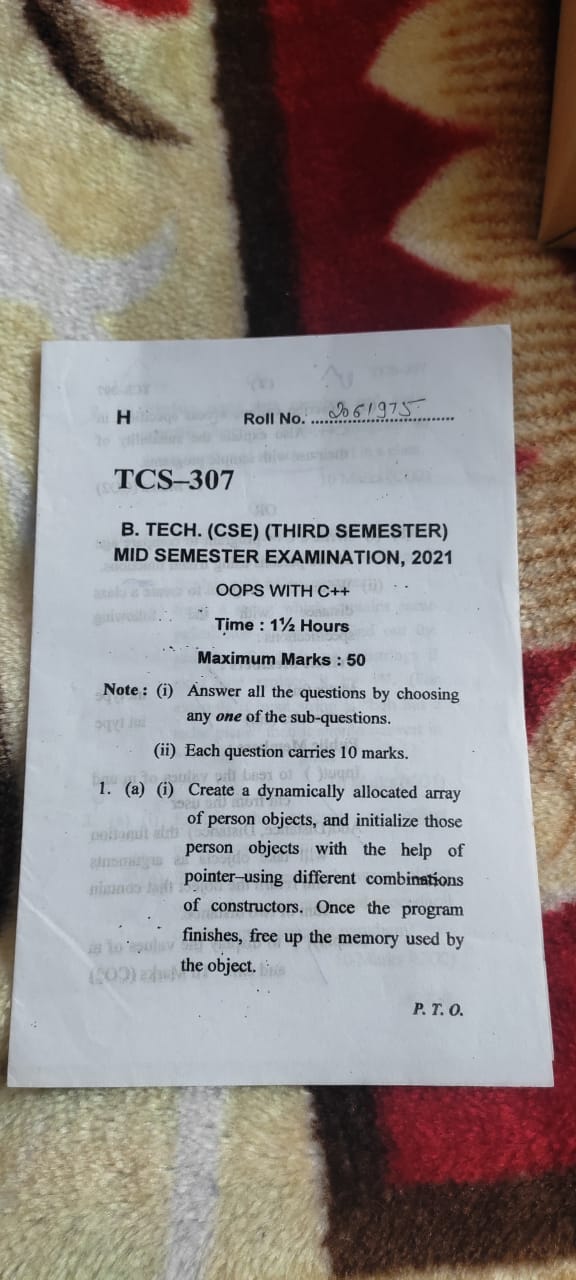 H Roll No. 2061975
TCS–307
B. TECH. (CSE) (THIRD SEMESTER)
MID SEMESTER EXAMINATION, 2021
OOPS WITH C++
Time : 1½ Hours
Maximum Marks : 50
Note : (i) Answer all the questions by choosing
any one of the sub-questions.
(ii) Each question carries 10 marks.
1. (a) (i) Create a dynamically allocated array
of person objects, and initialize those
person objects with the help of
pointer–using different combinations
of constructors. Once the program
finishes, free up the memory used by
the object.
P. T. O.